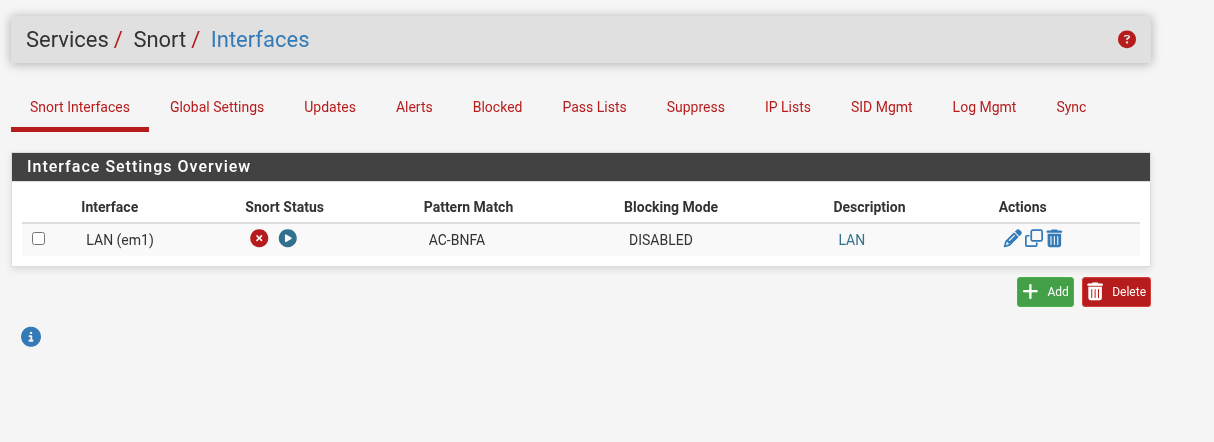 Services / Snort / Interfaces
Snort Interfaces Global Settings Updates Alerts Blocked Pass Lists Suppress IP Lists SID Mgmt Log Mgmt Sync
Interface Settings Overview
Interface Snort Status Pattern Match Blocking Mode Description Actions
LAN (em1) AC-BNFA DISABLED LAN
Add Delete